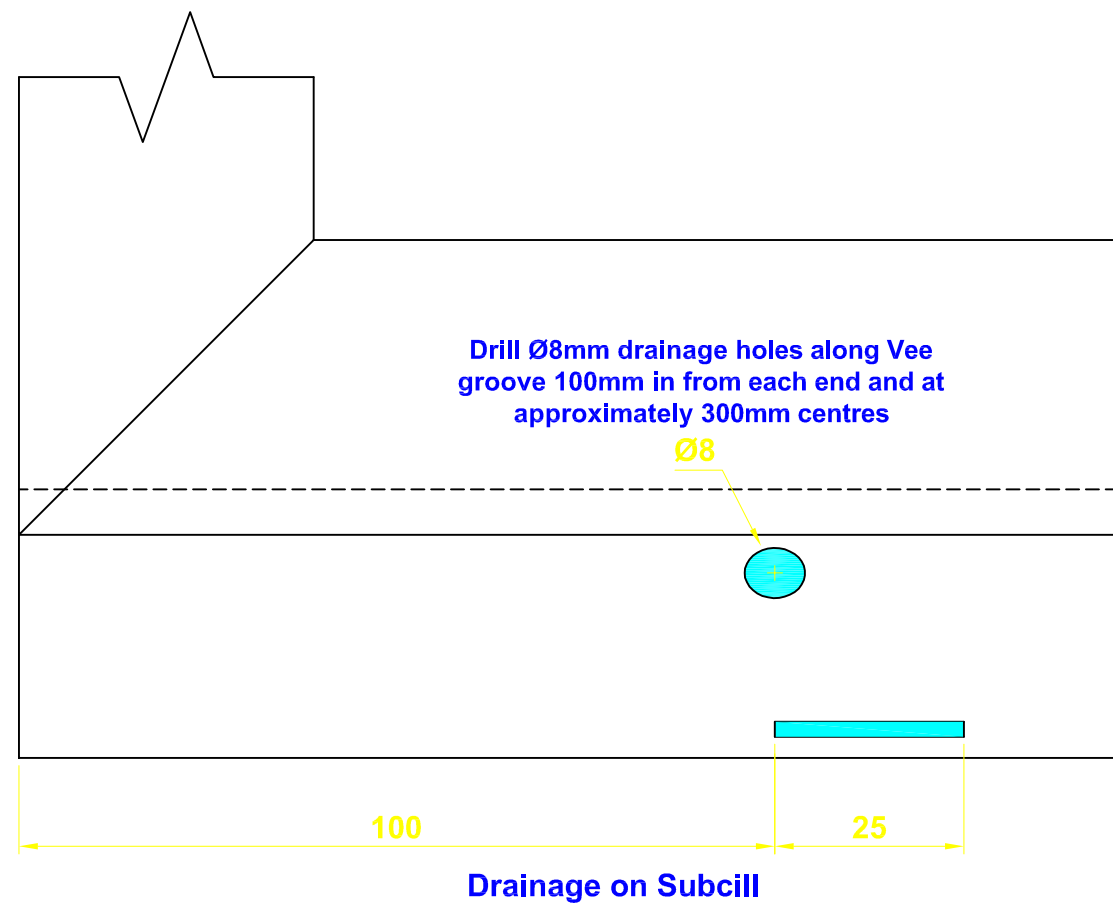 Drill Ø8mm drainage holes along Vee
groove 100mm in from each end and at
approximately 300mm centres
Ø8
100
25
Drainage on Subcill